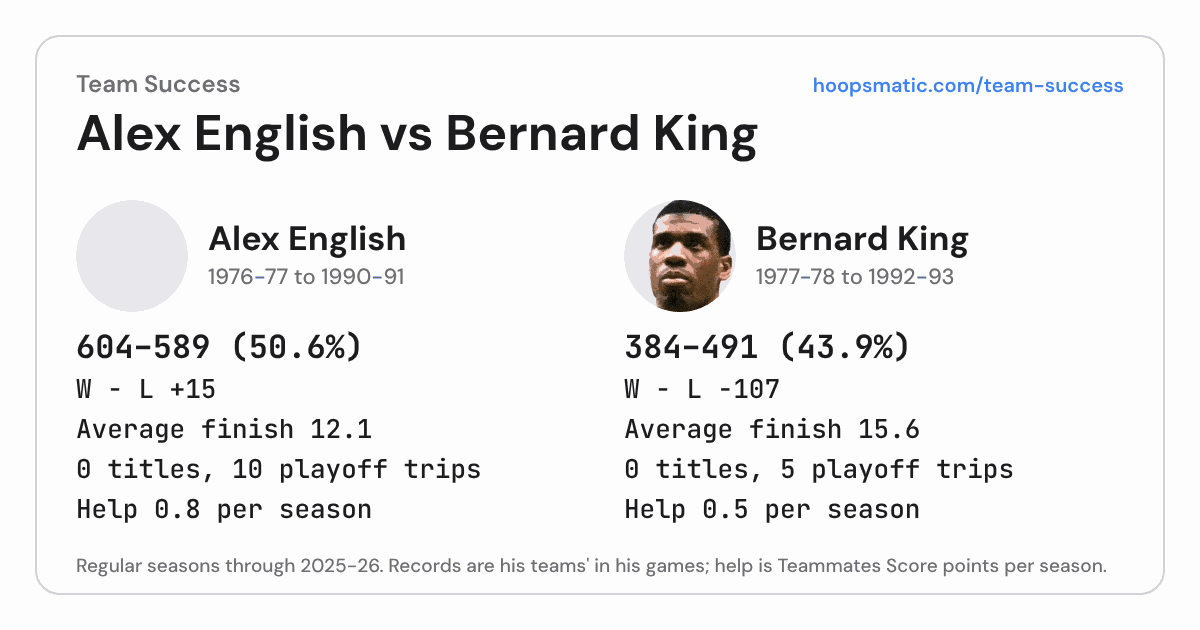 Team Success
hoopsmatic.com/team-success
Alex English vs Bernard King
Alex English
1976-77 to 1990-91
604-589 (50.6%)
W - L +15
Average finish 12.1
0 titles, 10 playoff trips
Help 0.8 per season
Bernard King
1977-78 to 1992-93
384-491 (43.9%)
W - L -107
Average finish 15.6
0 titles, 5 playoff trips
Help 0.5 per season
Regular seasons through 2025-26. Records are his teams' in his games; help is Teammates Score points per season.